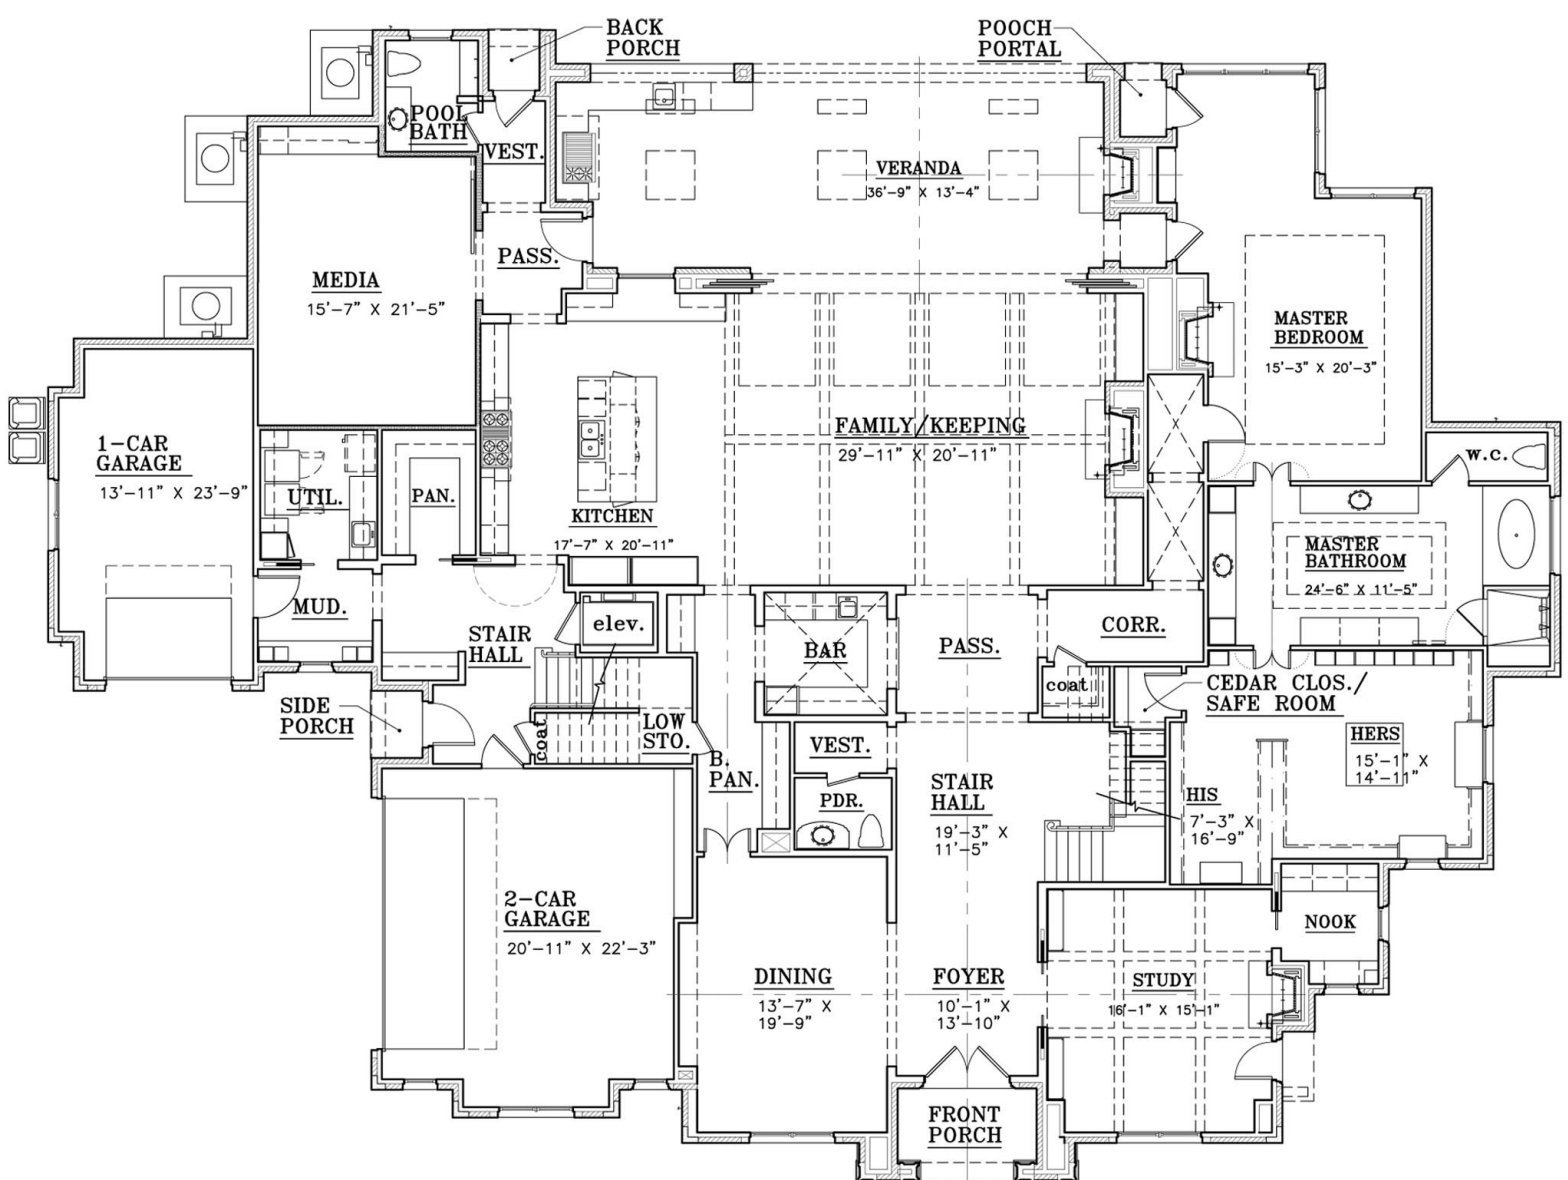 BACK
PORCH
POOCH
PORTAL
POOL
BATH
VEST.
VERANDA
36'-9" X 13'-4"
PASS.
MEDIA
15'-7" X 21'-5"
MASTER
BEDROOM
15'-3" X 20'-3"
1-CAR
GARAGE
13'-11" X 23'-9"
UTIL.
PAN.
FAMILY/KEEPING
29'-11" X 20'-11"
KITCHEN
17'-7" X 20'-11"
W.C.
MASTER
BATHROOM
24'-6" X 11'-5"
MUD.
STAIR
HALL
elev.
BAR
PASS.
CORR.
coat
CEDAR CLOS./
SAFE ROOM
SIDE
PORCH
coat
LOW
STO.
B.
PAN.
VEST.
PDR.
STAIR
HALL
19'-3" X
11'-5"
HIS
7'-3" X
16'-9"
HERS
15'-1" X
14'-11"
2-CAR
GARAGE
20'-11" X 22'-3"
NOOK
DINING
13'-7" X
19'-9"
FOYER
10'-1" X
13'-10"
STUDY
16'-1" X 15'-1"
FRONT
PORCH